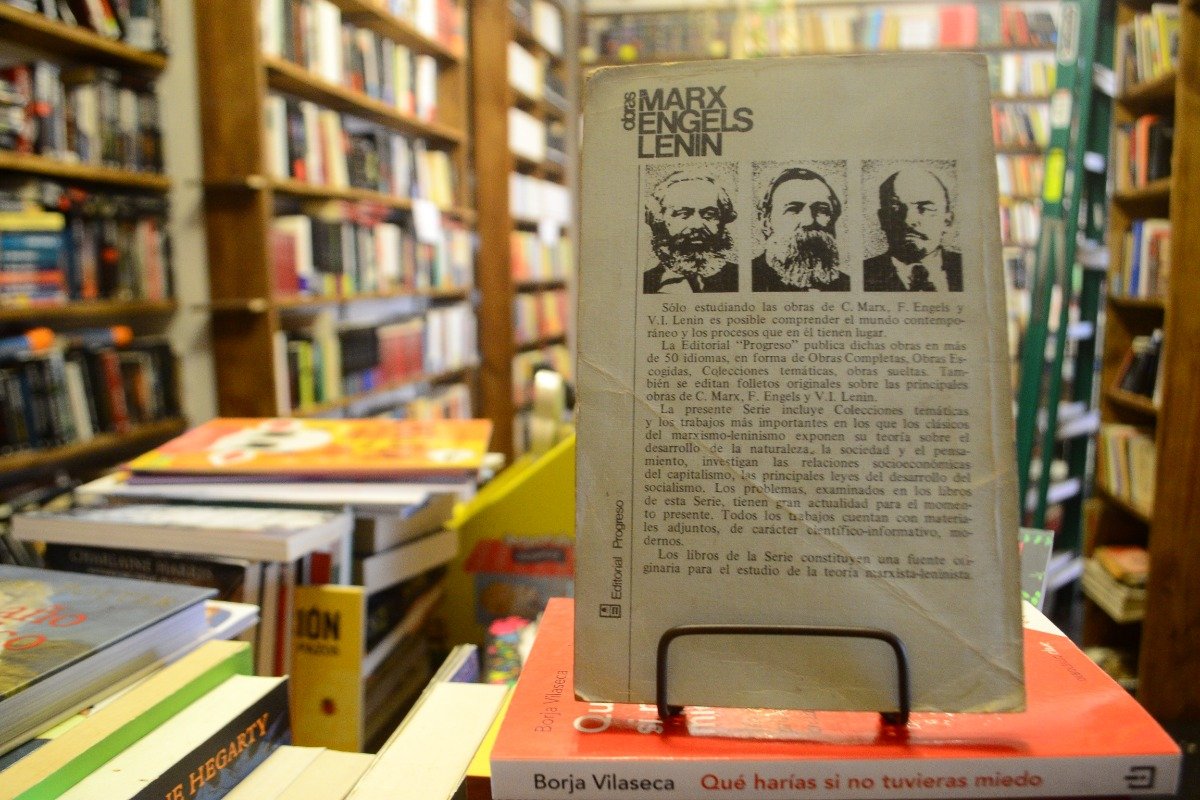 obras
MARX
ENGELS
LENIN
Sólo estudiando las obras de C. Marx, F. Engels y
V.I. Lenin es posible comprender el mundo contempo-
ráneo y los procesos que en él tienen lugar.
La Editorial “Progreso” publica dichas obras en más
de 50 idiomas, en forma de Obras Completas, Obras Es-
cogidas, Colecciones temáticas, obras sueltas. Tam-
bién se editan folletos originales sobre las principales
obras de C. Marx, F. Engels y V.I. Lenin.
La presente Serie incluye Colecciones temáticas
y los trabajos más importantes en los que los clásicos
del marxismo-leninismo exponen su teoría sobre el
desarrollo de la naturaleza, la sociedad y el pensa-
miento, investigan las relaciones socioeconómicas
del capitalismo, las principales leyes del desarrollo del
socialismo. Los problemas, examinados en los libros
de esta Serie, tienen gran actualidad para el momen-
to presente. Todos los trabajos cuentan con materia-
les adjuntos, de carácter científico-informativo, mo-
dernos.
Los libros de la Serie constituyen una fuente ori-
ginaria para el estudio de la teoría marxista-leninista.
Editorial Progreso
Borja Vilaseca
Borja Vilaseca Qué harías si no tuvieras miedo
HEGARTY